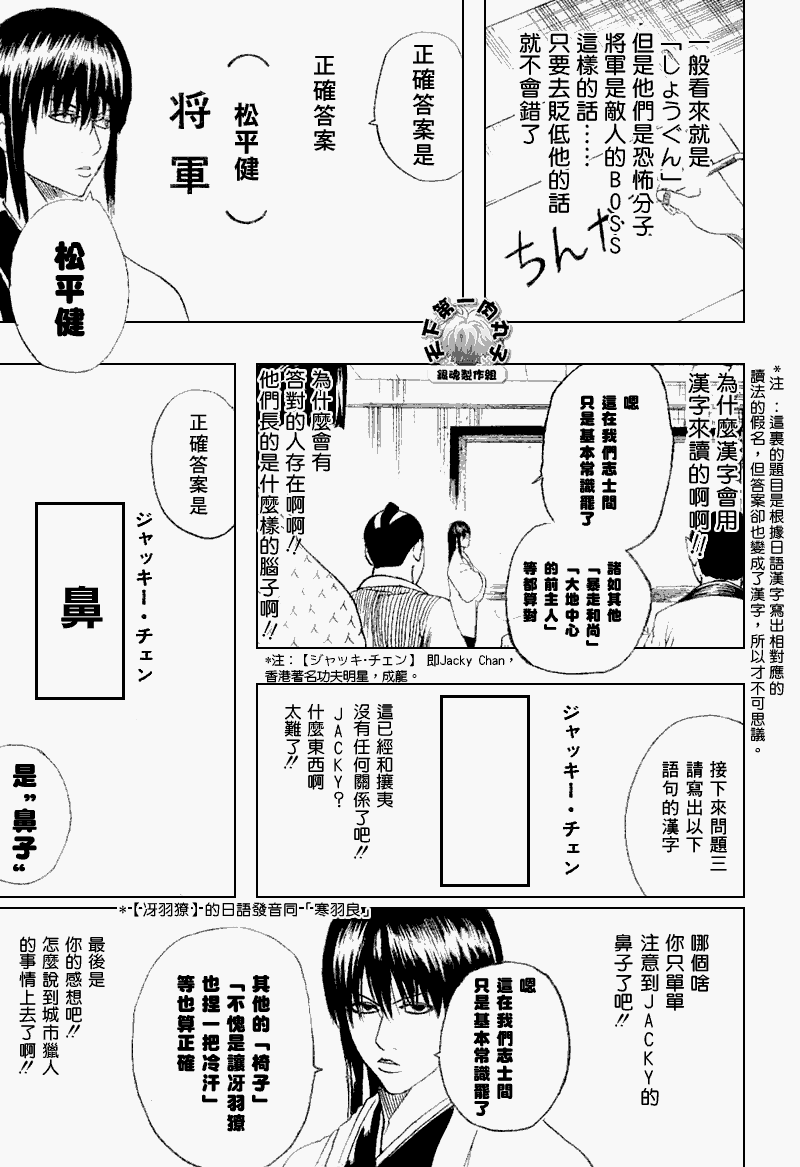 一般看來就是
「しょうぐん」
但是他們是恐怖分子
將軍是敵人的BOSS
這樣的話……
只要去貶低他的話
就不會錯了
ちんカ
正確答案是
正確答案
（松平健）
将軍
松平健
天下第一肉丸子
銀魂製作組
*注：這裏的題目是根據日語漢字寫出相對應的
讀法的假名，但答案卻也變成了漢字，所以才不可思議。
為什麼漢字會用
漢字來讀的啊啊!!!
嗯
這在我們志士間
只是基本常識罷了
諸如其他
「暴走和尚」
「大地中心
的前主人」
等都算對
為什麼會有
答對的人存在啊啊!!
他們長的是什麼樣的腦子啊!!
*注：【ジャッキ·チェン】 即Jacky Chan，
香港著名功夫明星，成龍。
接下來問題三
請寫出以下
語句的漢字
ジャッキー・チェン
這已經和攘夷
沒有任何關係了吧!!
JACKY？
什麼東西啊
太難了!!
正確答案是
ジャッキー・チェン
鼻
是”鼻子“
*【冴羽獠】的日語發音同「寒羽良」
哪個啥
你只單單
注意到JACKY的
鼻子了吧!!
嗯
這在我們志士間
只是基本常識罷了
其他的「椅子」
「不愧是讓冴羽獠
也捏一把冷汗」
等也算正確
最後是
你的感想吧!!
怎麼說到城市獵人
的事情上去了啊!!